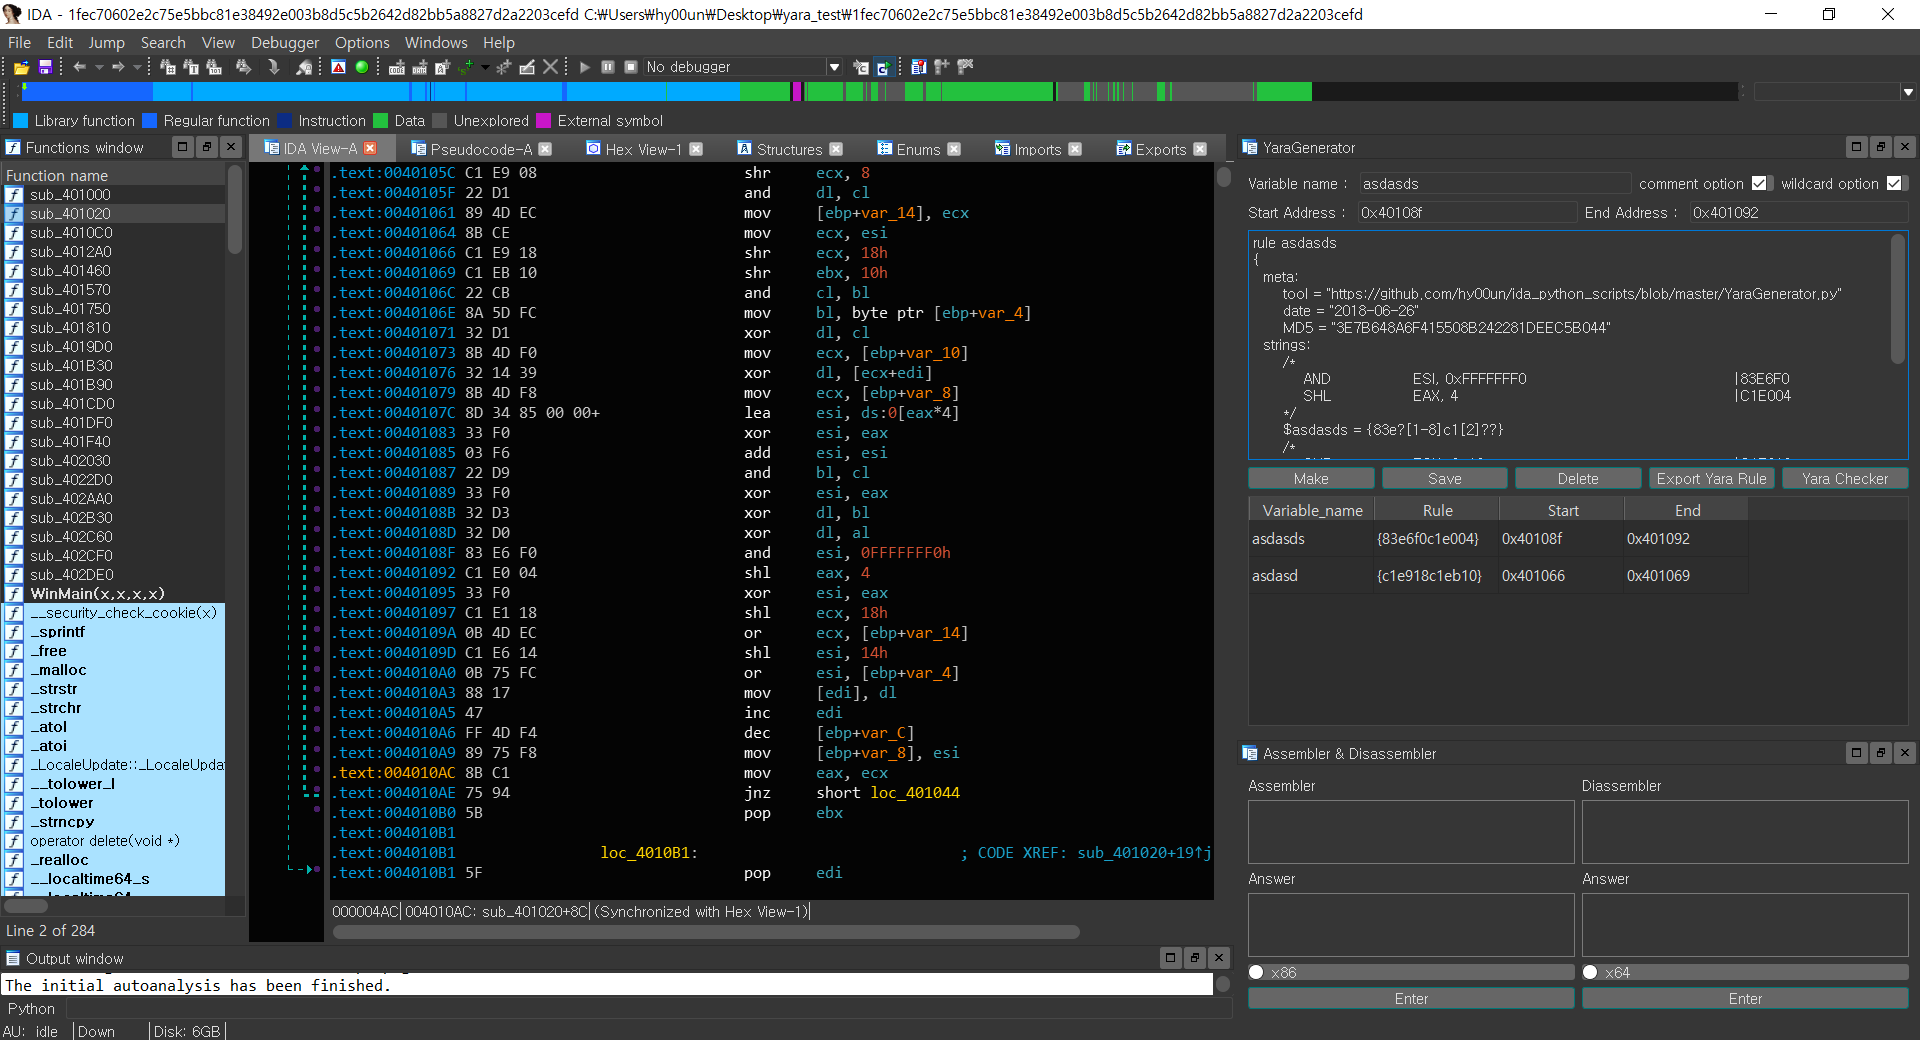 IDA - 1fec70602e2c75e5bbc81e38492e003b8d5c5b2642d82bb5a8827d2a2203cefd C:₩Users₩hy00un₩Desktop₩yara_test₩1fec70602e2c75e5bbc81e38492e003b8d5c5b2642d82bb5a8827d2a2203cefd
File Edit Jump Search View Debugger Options Windows Help
No debugger
Library function Regular function Instruction Data Unexplored External symbol
Functions window
Function name
sub_401000
sub_401020
sub_4010C0
sub_4012A0
sub_401460
sub_401570
sub_401750
sub_401810
sub_4019D0
sub_401B30
sub_401B90
sub_401CD0
sub_401DF0
sub_401F40
sub_402030
sub_4022D0
sub_402AA0
sub_402B30
sub_402C60
sub_402CF0
sub_402DE0
WinMain(x,x,x,x)
__security_check_cookie(x)
_sprintf
_free
_malloc
_strstr
_strchr
_atol
_atoi
_LocaleUpdate::_LocaleUpda
__tolower_l
_tolower
_strncpy
operator delete(void *)
_realloc
__localtime64_s
Line 2 of 284
IDA View-A Pseudocode-A Hex View-1 Structures Enums Imports Exports
.text:0040105C C1 E9 08 shr ecx, 8
.text:0040105F 22 D1 and dl, cl
.text:00401061 89 4D EC mov [ebp+var_14], ecx
.text:00401064 8B CE mov ecx, esi
.text:00401066 C1 E9 18 shr ecx, 18h
.text:00401069 C1 EB 10 shr ebx, 10h
.text:0040106C 22 CB and cl, bl
.text:0040106E 8A 5D FC mov bl, byte ptr [ebp+var_4]
.text:00401071 32 D1 xor dl, cl
.text:00401073 8B 4D F0 mov ecx, [ebp+var_10]
.text:00401076 32 14 39 xor dl, [ecx+edi]
.text:00401079 8B 4D F8 mov ecx, [ebp+var_8]
.text:0040107C 8D 34 85 00 00+ lea esi, ds:0[eax*4]
.text:00401083 33 F0 xor esi, eax
.text:00401085 03 F6 add esi, esi
.text:00401087 22 D9 and bl, cl
.text:00401089 33 F0 xor esi, eax
.text:0040108B 32 D3 xor dl, bl
.text:0040108D 32 D0 xor dl, al
.text:0040108F 83 E6 F0 and esi, 0FFFFFFF0h
.text:00401092 C1 E0 04 shl eax, 4
.text:00401095 33 F0 xor esi, eax
.text:00401097 C1 E1 18 shl ecx, 18h
.text:0040109A 0B 4D EC or ecx, [ebp+var_14]
.text:0040109D C1 E6 14 shl esi, 14h
.text:004010A0 0B 75 FC or esi, [ebp+var_4]
.text:004010A3 88 17 mov [edi], dl
.text:004010A5 47 inc edi
.text:004010A6 FF 4D F4 dec [ebp+var_C]
.text:004010A9 89 75 F8 mov [ebp+var_8], esi
.text:004010AC 8B C1 mov eax, ecx
.text:004010AE 75 94 jnz short loc_401044
.text:004010B0 5B pop ebx
.text:004010B1
.text:004010B1 loc_4010B1: ; CODE XREF: sub_401020+19↑j
.text:004010B1 5F pop edi
000004AC 004010AC: sub_401020+8C (Synchronized with Hex View-1)
Output window
The initial autoanalysis has been finished.
Python
AU: idle Down Disk: 6GB
YaraGenerator
Variable name : asdasds comment option wildcard option
Start Address : 0x40108f End Address : 0x401092
rule asdasds
{
meta:
tool = "https://github.com/hy00un/ida_python_scripts/blob/master/YaraGenerator.py"
date = "2018-06-26"
MD5 = "3E7B648A6F415508B242281DEEC5B044"
strings:
/*
AND ESI, 0xFFFFFFF0 |83E6F0
SHL EAX, 4 |C1E004
*/
$asdasds = {83e?[1-8]c1[2]??}
/*
Make Save Delete Export Yara Rule Yara Checker
Variable_name Rule Start End
asdasds {83e6f0c1e004} 0x40108f 0x401092
asdasd {c1e918c1eb10} 0x401066 0x401069
Assembler & Disassembler
Assembler Diassembler
Answer Answer
x86 x64
Enter Enter